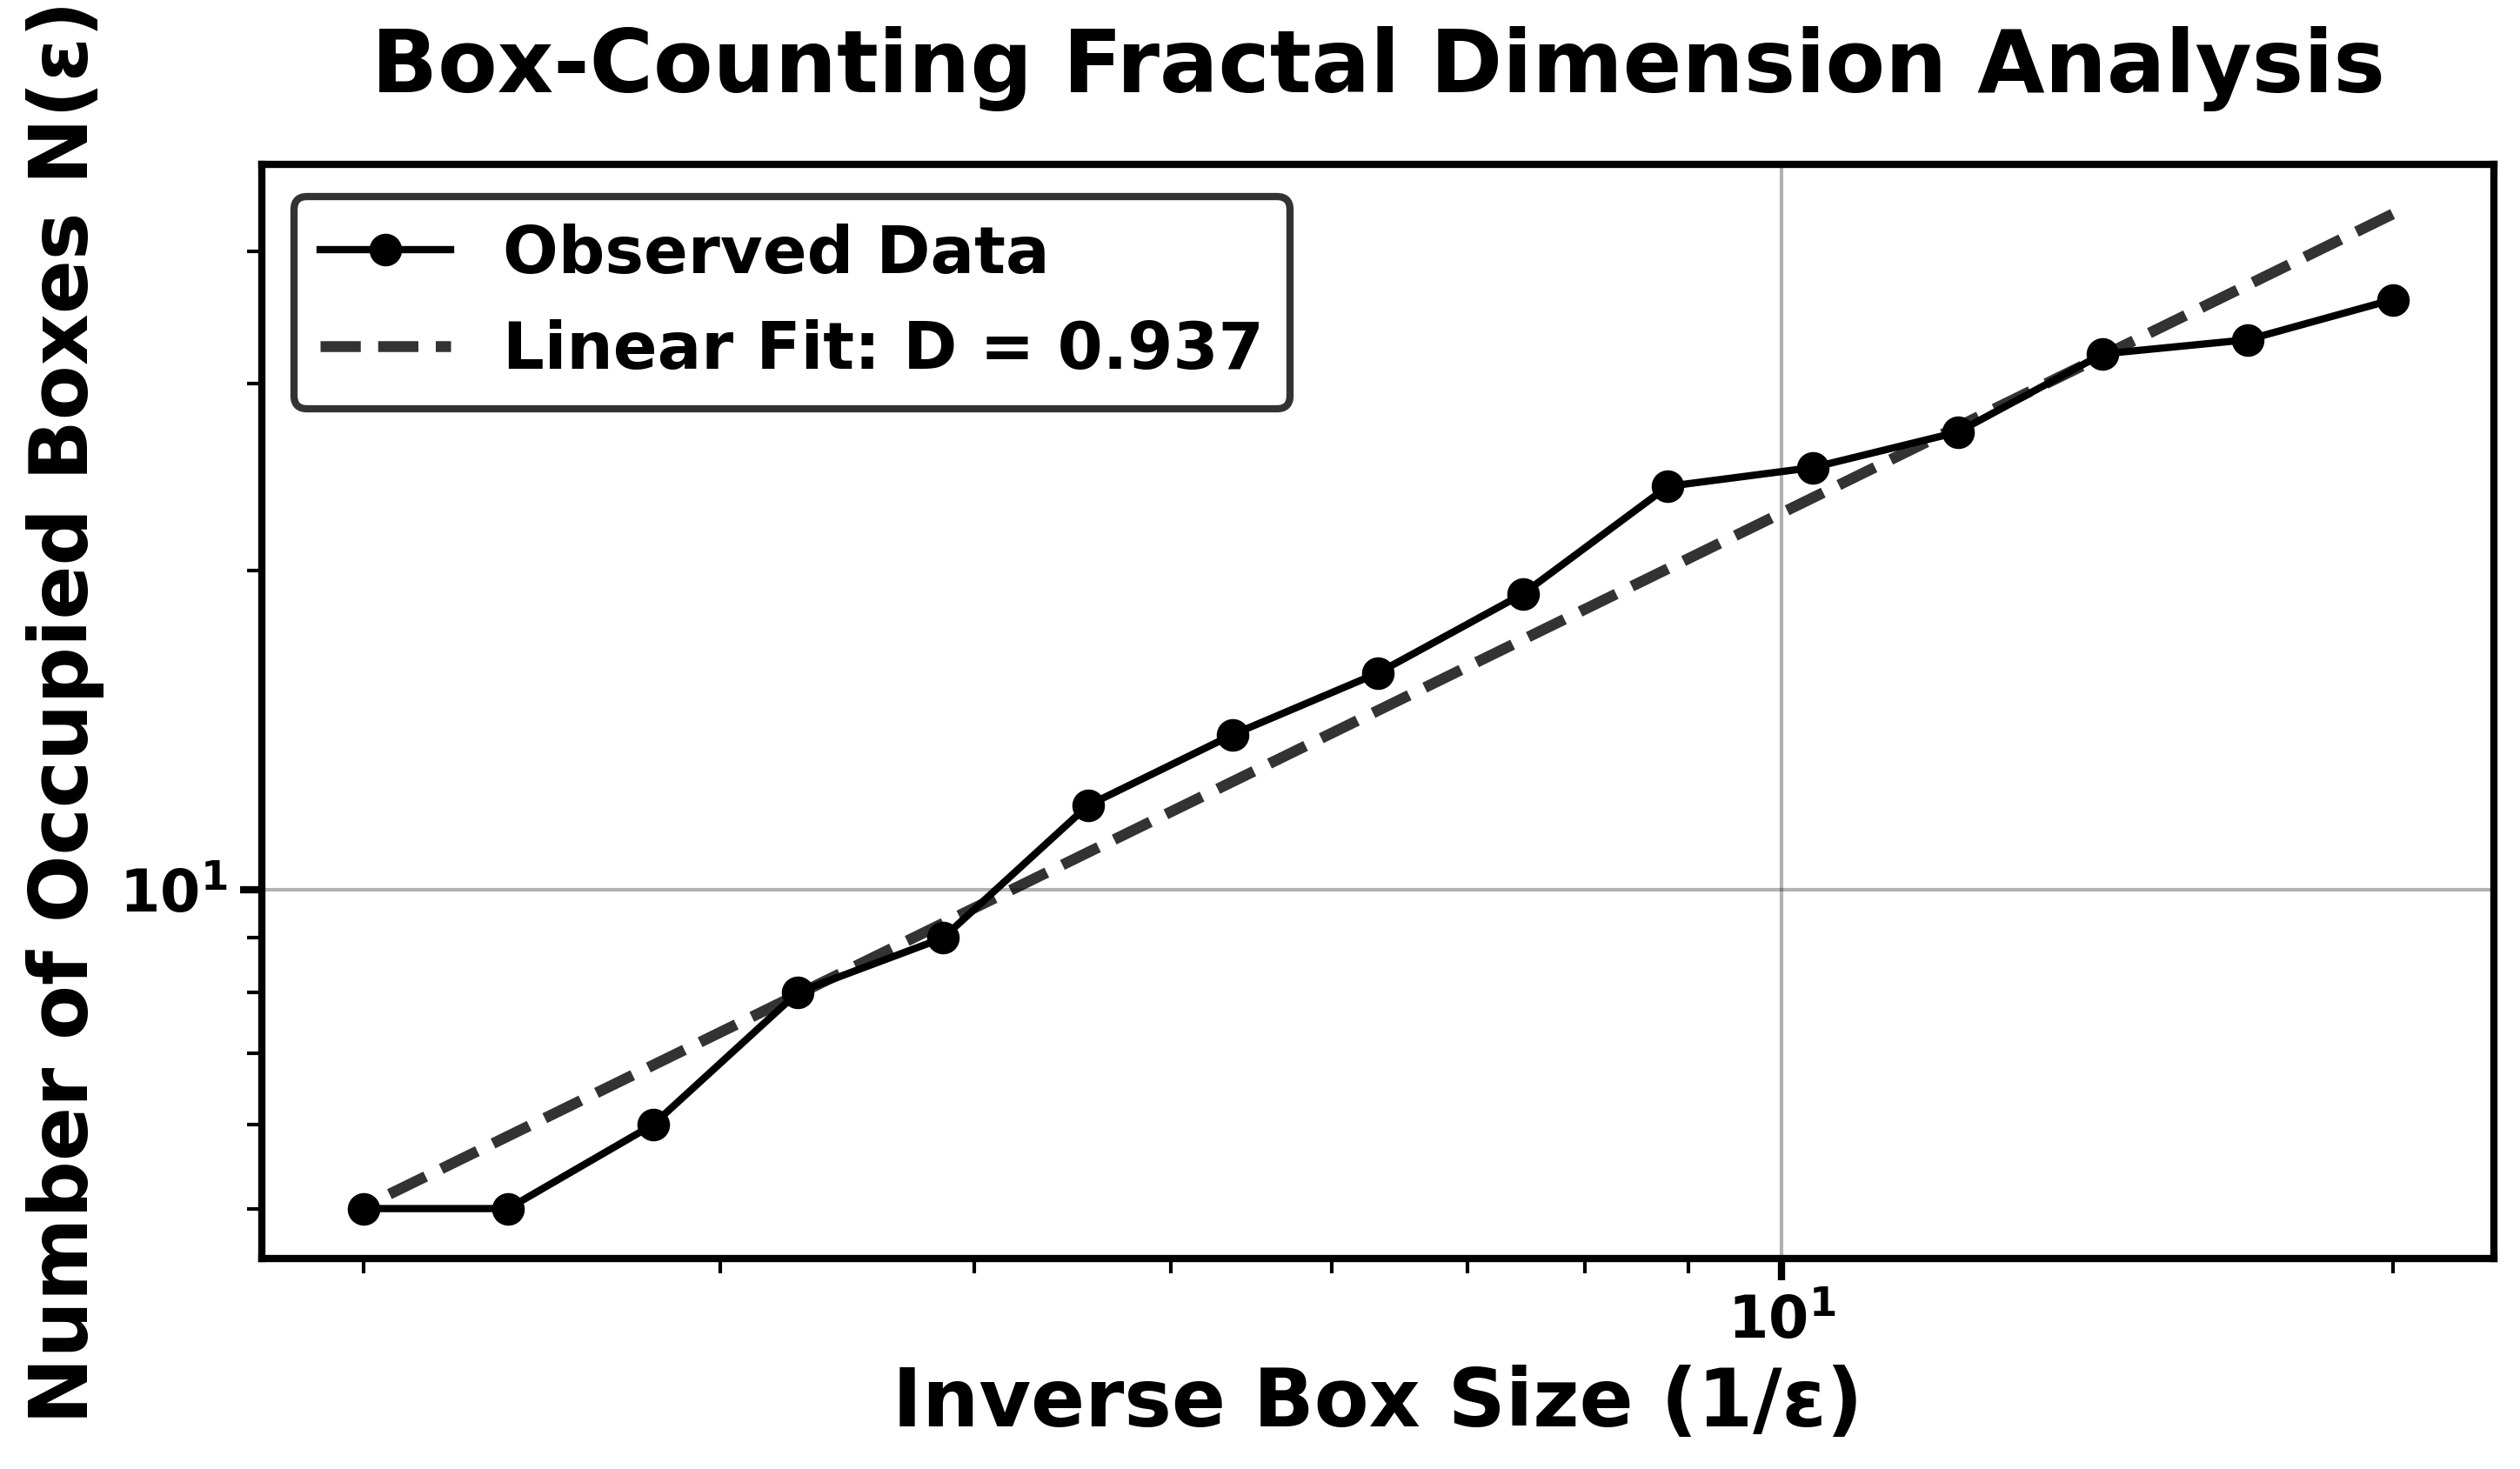 Box-Counting Fractal Dimension Analysis
Number of Occupied Boxes N(ε)
Observed Data
Linear Fit: D = 0.937
10¹
10¹
Inverse Box Size (1/ε)